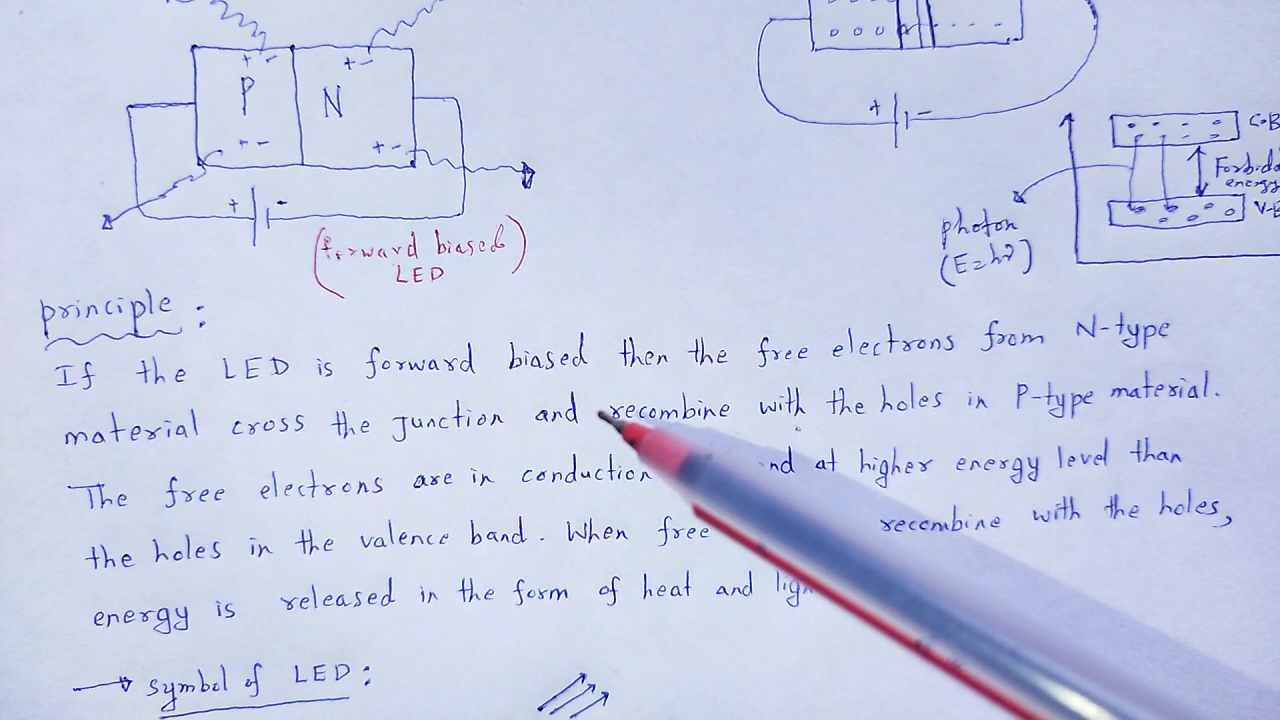 P N
+ -
(forward biased
LED)
+ -
C.B
energy
photon
(E=hν)
principle :
If the LED is forward biased then the free electrons from N-type
material cross the junction and recombine with the holes in P-type material.
The free electrons are in conduction at higher energy level than
the holes in the valence band. When free recombine with the holes,
energy is released in the form of heat and
symbol of LED :